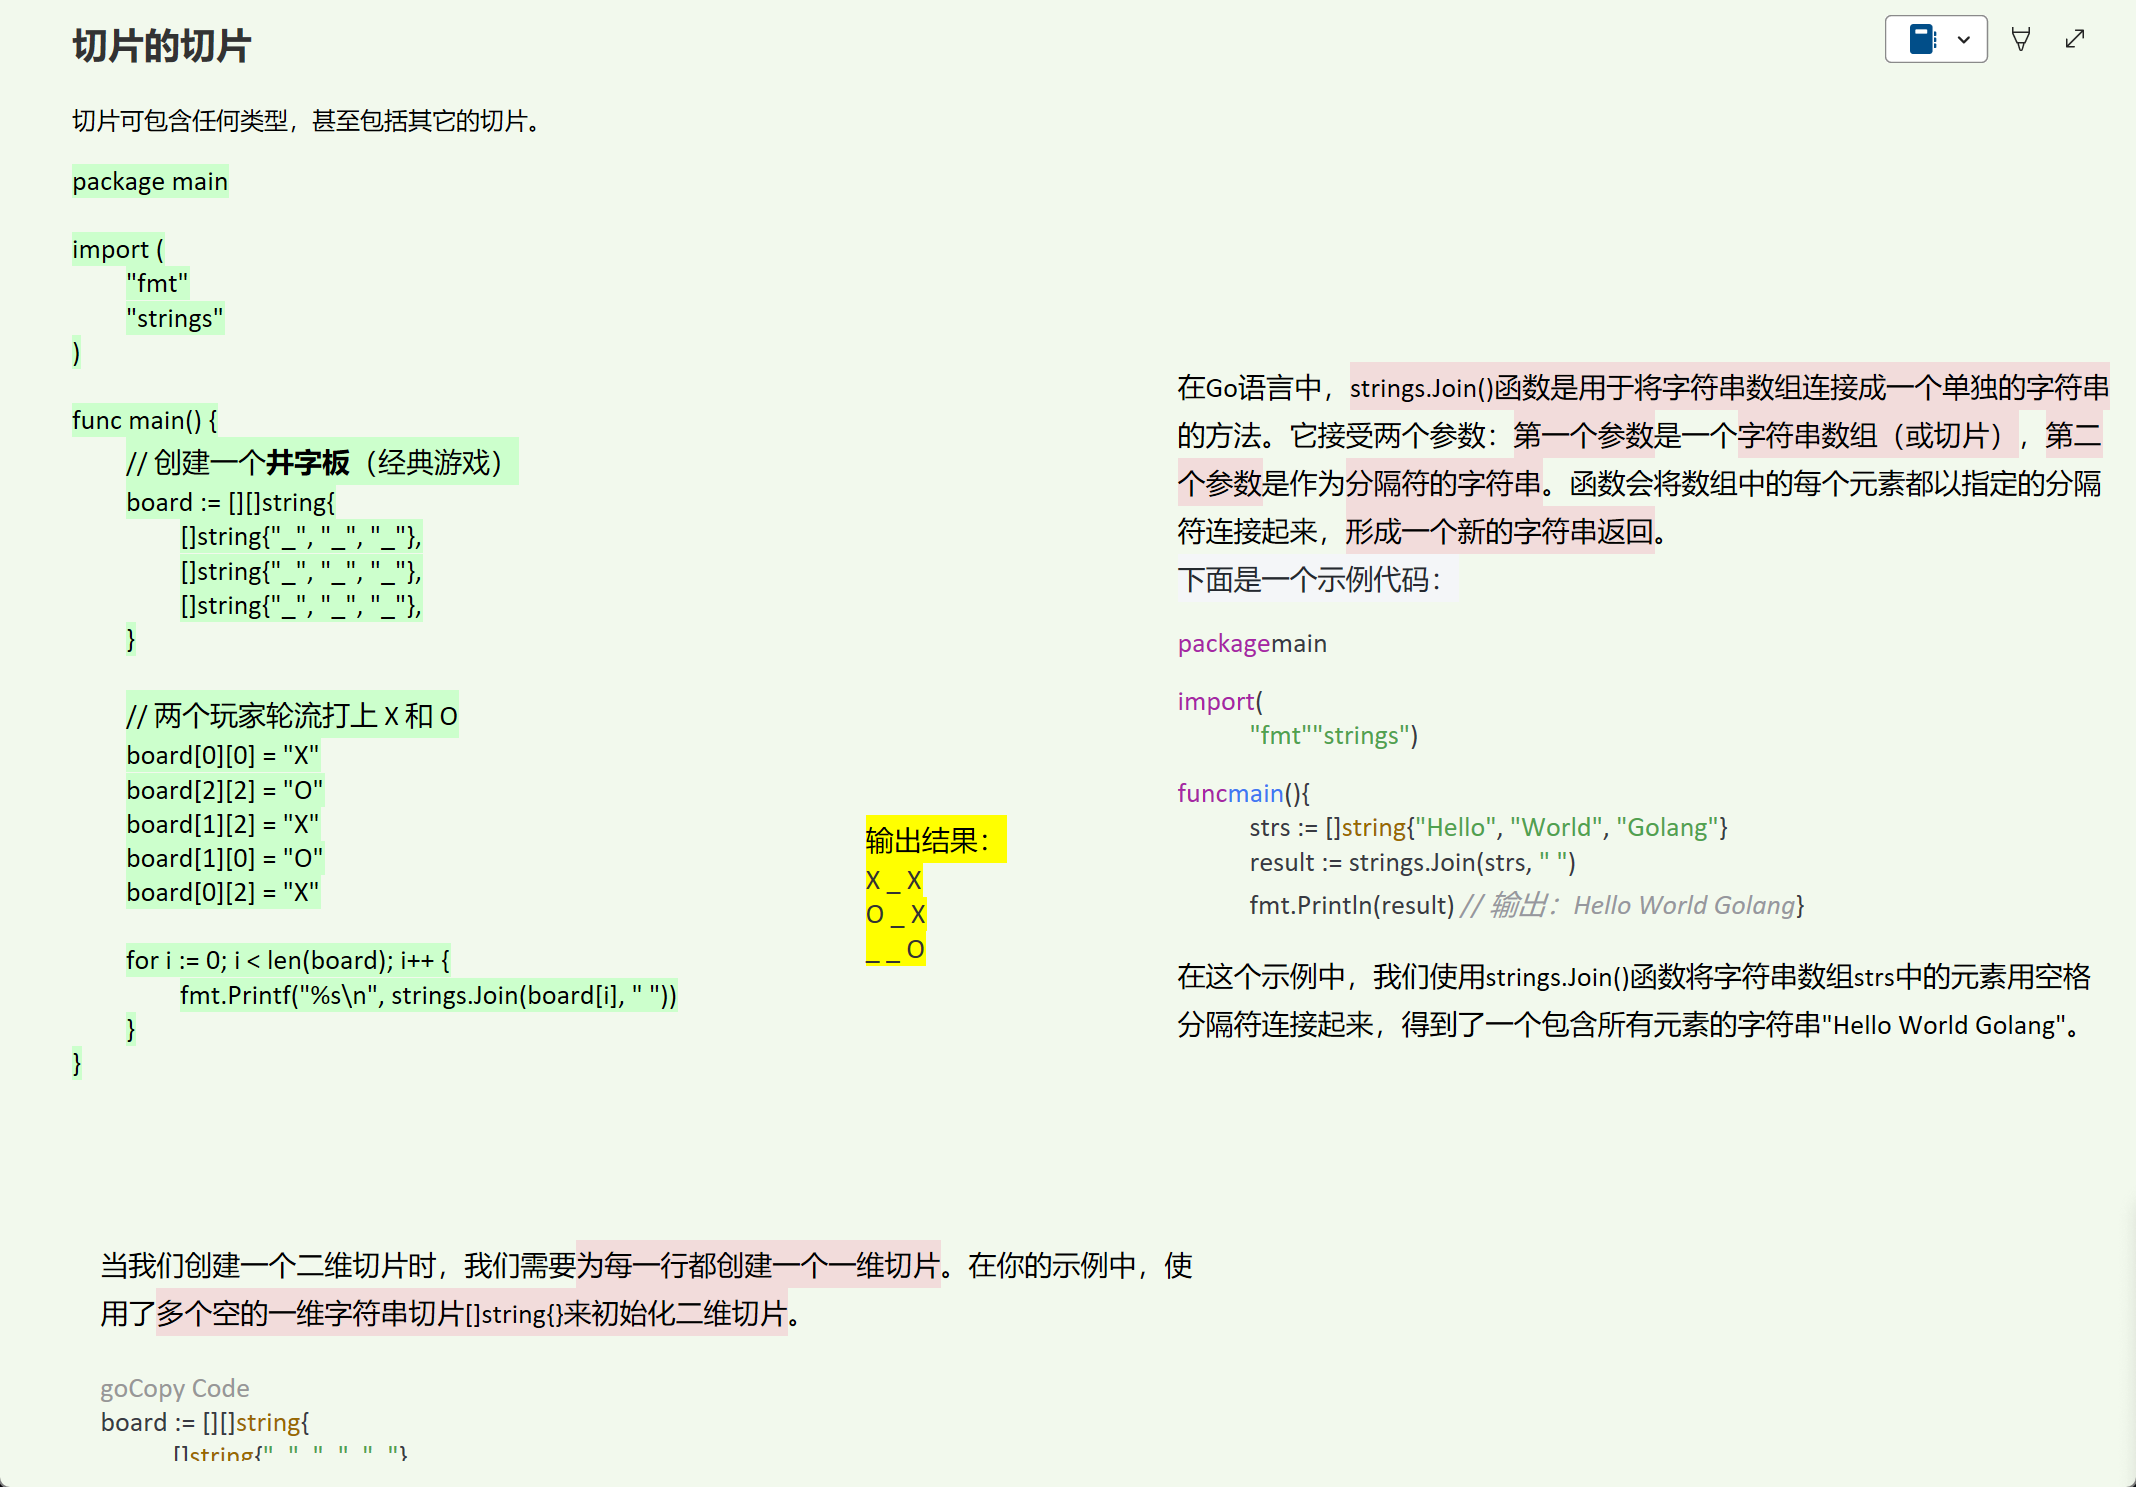 切片的切片
切片可包含任何类型，甚至包括其它的切片。
package main
import (
"fmt"
"strings"
)
func main() {
// 创建一个井字板（经典游戏）
board := [][]string{
[]string{"_", "_", "_"},
[]string{"_", "_", "_"},
[]string{"_", "_", "_"},
}
// 两个玩家轮流打上 X 和 O
board[0][0] = "X"
board[2][2] = "O"
board[1][2] = "X"
board[1][0] = "O"
board[0][2] = "X"
for i := 0; i < len(board); i++ {
fmt.Printf("%s\n", strings.Join(board[i], " "))
}
}
输出结果：
X _ X
O _ X
_ _ O
在Go语言中，strings.Join()函数是用于将字符串数组连接成一个单独的字符串
的方法。它接受两个参数：第一个参数是一个字符串数组（或切片），第二
个参数是作为分隔符的字符串。函数会将数组中的每个元素都以指定的分隔
符连接起来，形成一个新的字符串返回。
下面是一个示例代码：
packagemain
import(
"fmt""strings")
funcmain(){
strs := []string{"Hello", "World", "Golang"}
result := strings.Join(strs, " ")
fmt.Println(result) // 输出：Hello World Golang}
在这个示例中，我们使用strings.Join()函数将字符串数组strs中的元素用空格
分隔符连接起来，得到了一个包含所有元素的字符串"Hello World Golang"。
当我们创建一个二维切片时，我们需要为每一行都创建一个一维切片。在你的示例中，使
用了多个空的一维字符串切片[]string{}来初始化二维切片。
goCopy Code
board := [][]string{
[]string{"_", "_", "_"}